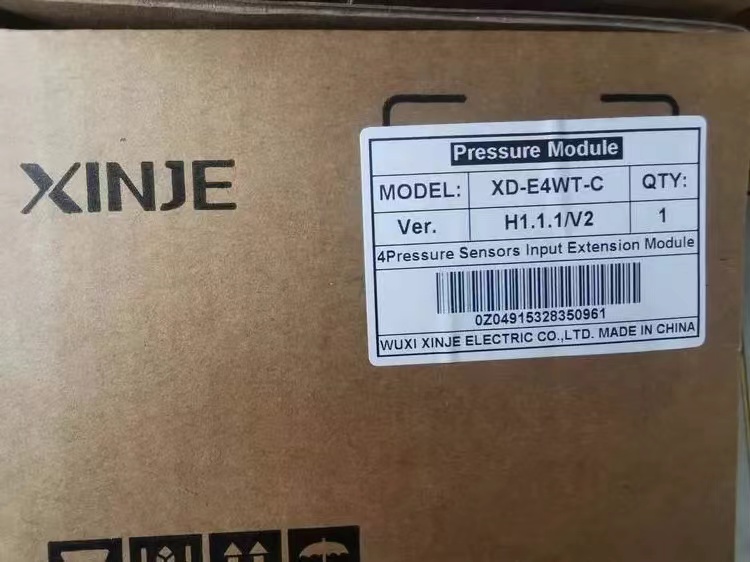 XINJE
Pressure Module
MODEL: XD-E4WT-C QTY:
Ver. H1.1.1/V2 1
4Pressure Sensors Input Extension Module
0Z04915328350961
WUXI XINJE ELECTRIC CO.,LTD. MADE IN CHINA